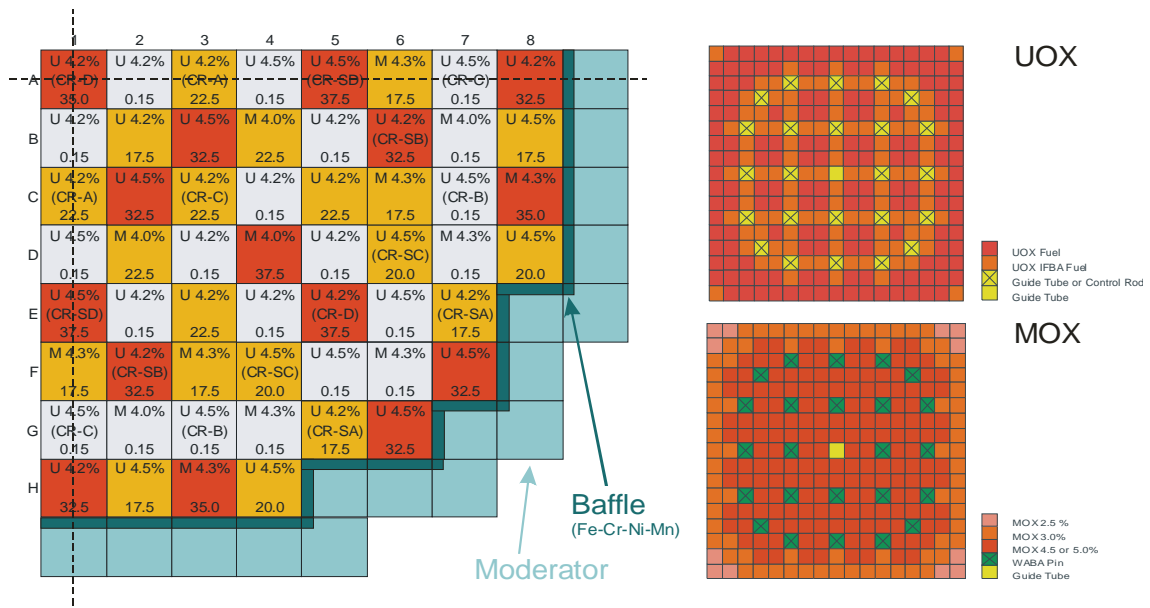 1 2 3 4 5 6 7 8
A
U 4.2% U 4.2% U 4.2% U 4.5% U 4.5% M 4.3% U 4.5% U 4.2%
(CR-D) (CR-A) (CR-SD) (CR-C)
35.0 0.15 22.5 0.15 37.5 17.5 0.15 32.5
B
U 4.2% U 4.2% U 4.5% M 4.0% U 4.2% U 4.2% M 4.0% U 4.5%
(CR-SB)
0.15 17.5 32.5 22.5 0.15 32.5 0.15 17.5
C
U 4.2% U 4.5% U 4.2% U 4.2% U 4.2% M 4.3% U 4.5% M 4.3%
(CR-A) (CR-C) (CR-B)
22.5 32.5 22.5 0.15 22.5 17.5 0.15 35.0
D
U 4.5% M 4.0% U 4.2% M 4.0% U 4.2% U 4.5% M 4.3% U 4.5%
(CR-SC)
0.15 22.5 0.15 37.5 0.15 20.0 0.15 20.0
E
U 4.5% U 4.2% U 4.2% U 4.2% U 4.2% U 4.5% U 4.2%
(CR-SD) (CR-D) (CR-SA)
37.5 0.15 22.5 0.15 37.5 0.15 17.5
F
M 4.3% U 4.2% M 4.3% U 4.5% U 4.5% M 4.3% U 4.5%
(CR-SB) (CR-SC)
17.5 32.5 17.5 20.0 0.15 0.15 32.5
G
U 4.5% M 4.0% U 4.5% M 4.3% U 4.2% U 4.5%
(CR-C) (CR-B) (CR-SA)
0.15 0.15 0.15 0.15 17.5 32.5
H
U 4.2% U 4.5% M 4.3% U 4.5%
32.5 17.5 35.0 20.0
Baffle
(Fe-Cr-Ni-Mn)
Moderator
UOX
UOX Fuel
UOX IFBA Fuel
Guide Tube or Control Rod
Guide Tube
MOX
MOX 2.5 %
MOX 3.0%
MOX 4.5 or 5.0%
WABA Pin
Guide Tube